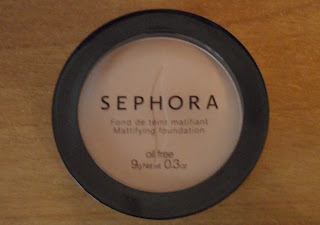 SEPHORA
Fond de teint matifiant
Mattifying foundation
oil free
9g Net wt. 0.3oz